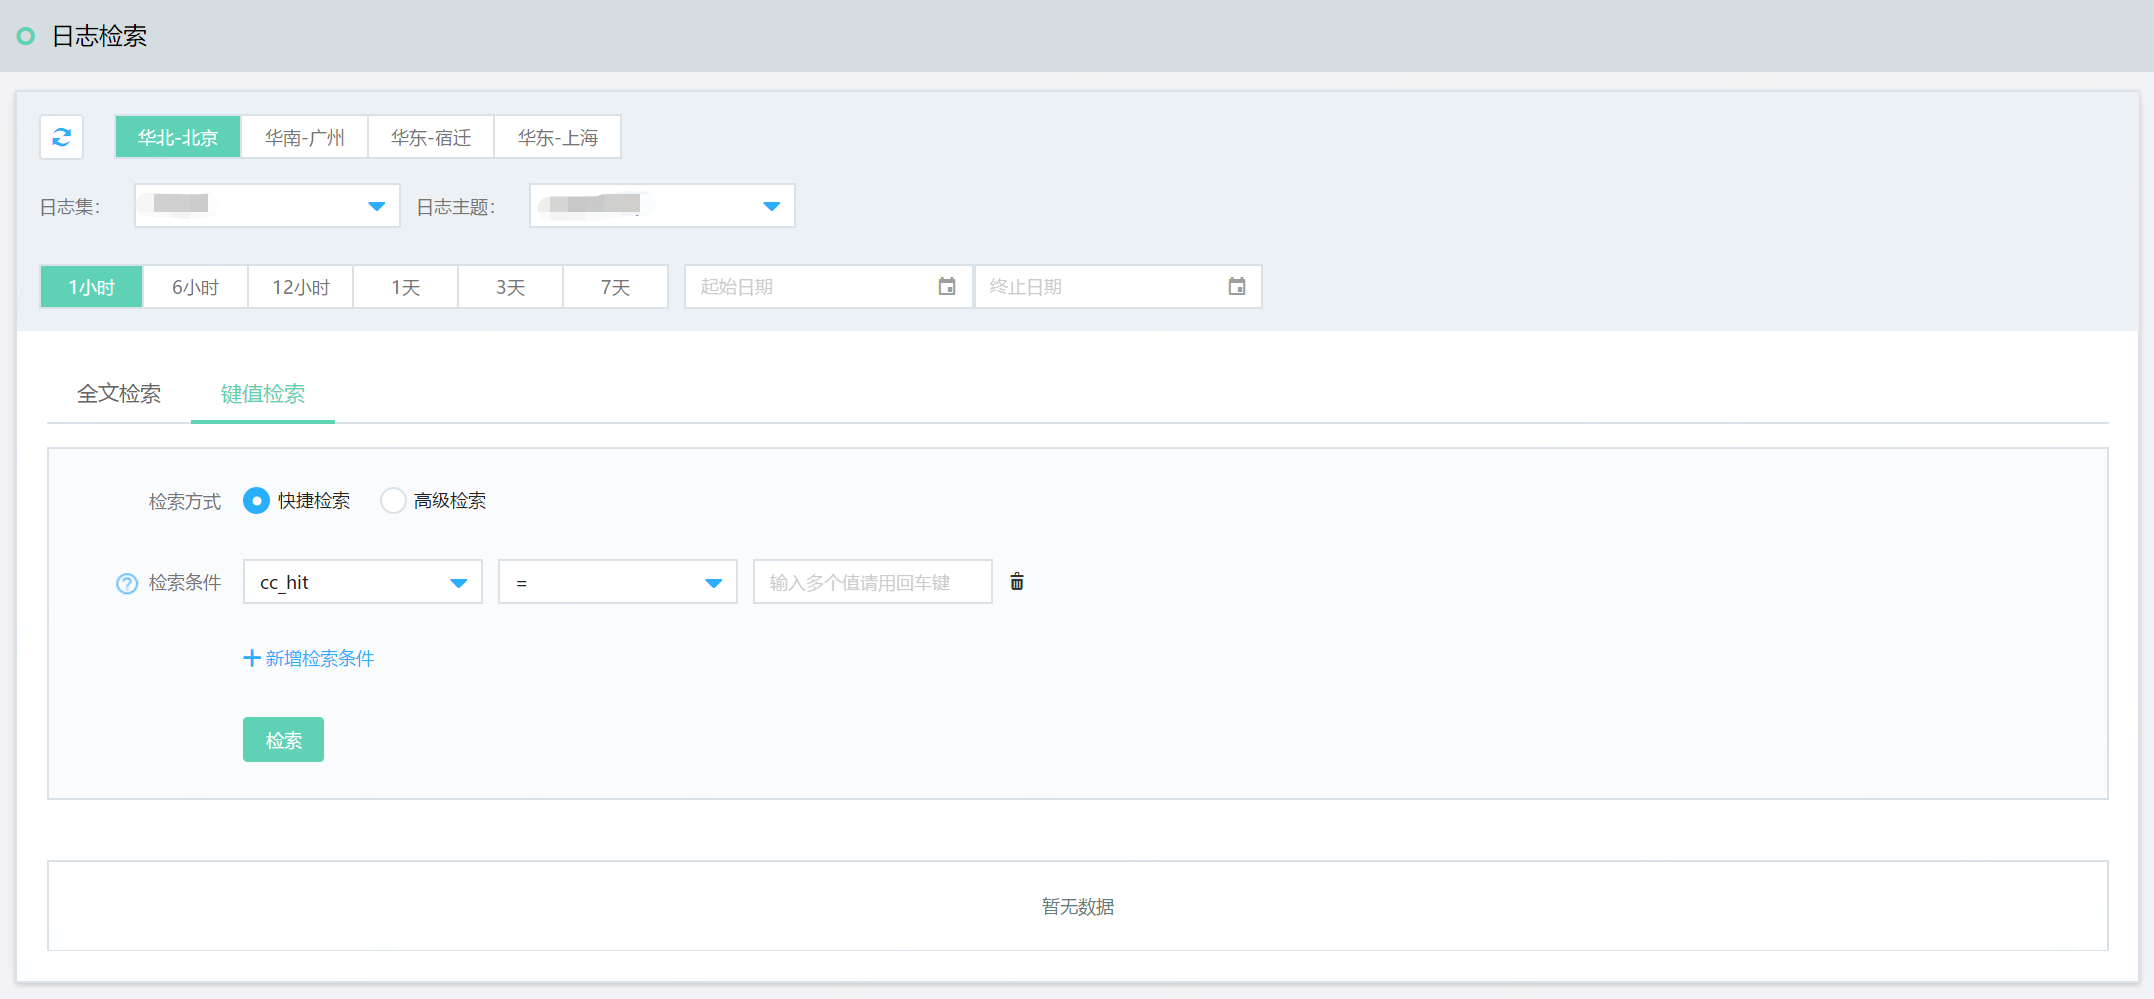 日志检索
华北-北京 华南-广州 华东-宿迁 华东-上海
日志集： 日志主题：
1小时 6小时 12小时 1天 3天 7天 起始日期 终止日期
全文检索 键值检索
检索方式 快捷检索 高级检索
? 检索条件 cc_hit = 输入多个值请用回车键
+ 新增检索条件
检索
暂无数据